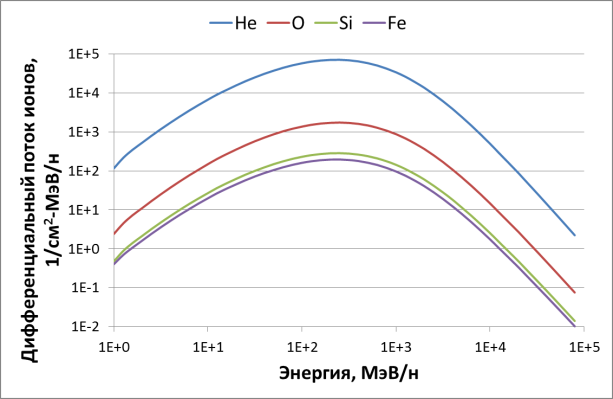 He O Si Fe
Дифференциальный поток ионов,
1/см²-МэВ/н
1E+5
1E+4
1E+3
1E+2
1E+1
1E+0
1E-1
1E-2
1E+0 1E+1 1E+2 1E+3 1E+4 1E+5
Энергия, МэВ/н